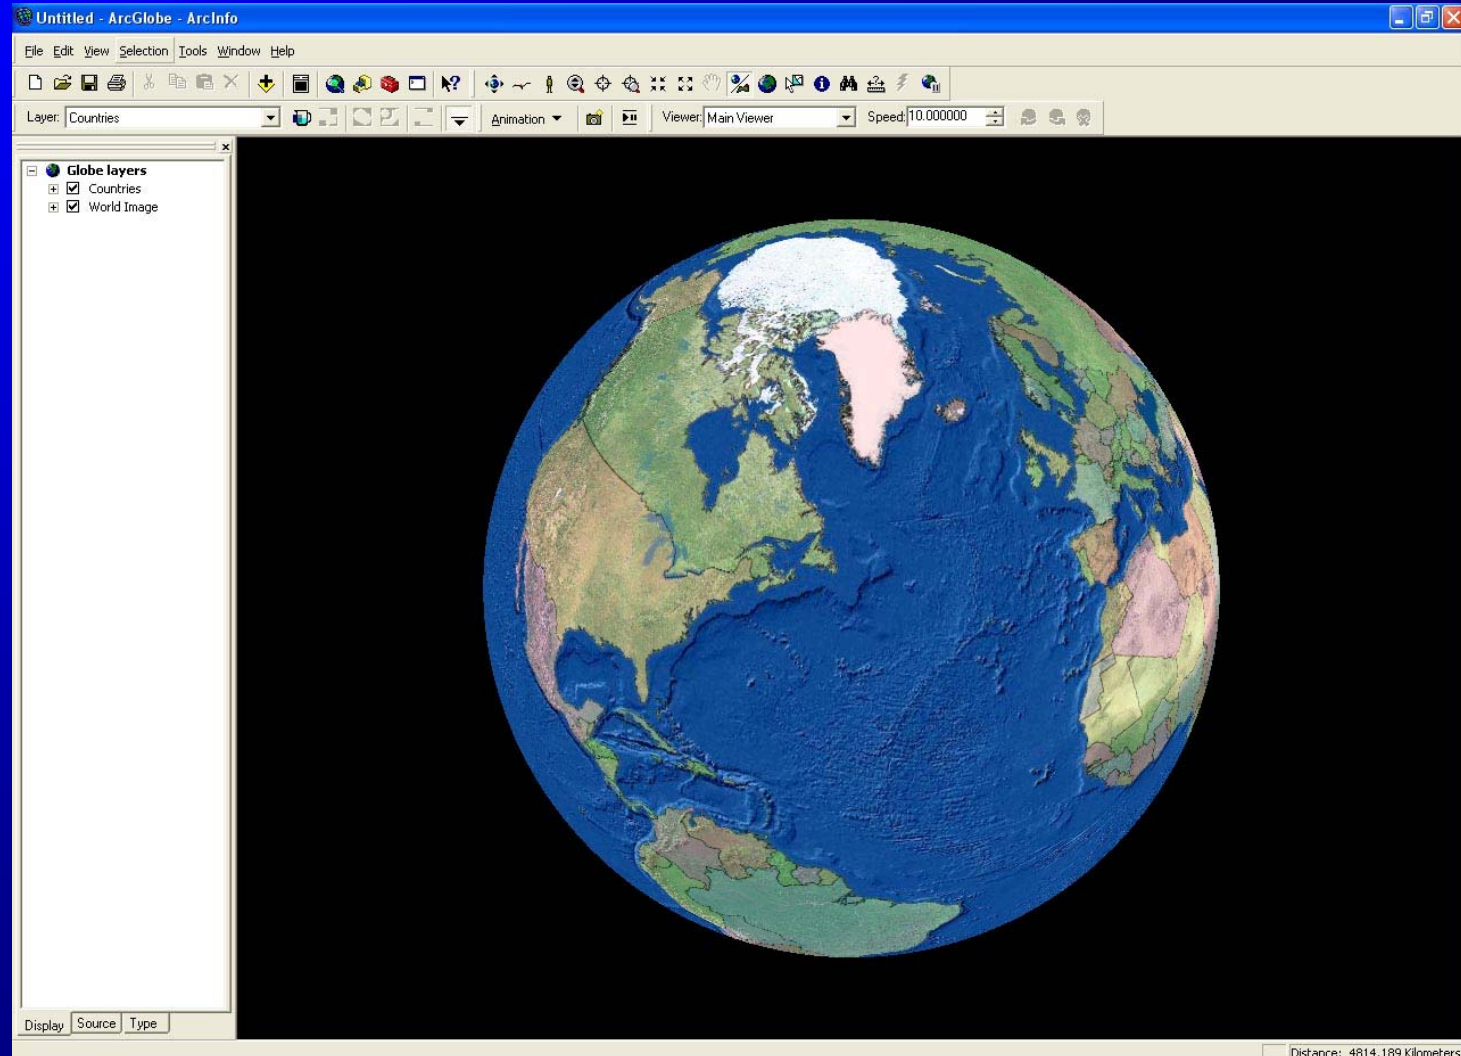 Untitled - ArcGlobe - ArcInfo
File Edit View Selection Tools Window Help
Layer: Countries Animation Viewer: Main Viewer Speed: 10.000000
Globe layers
Countries
World Image
Display Source Type
Distance: 4814.189 Kilometers